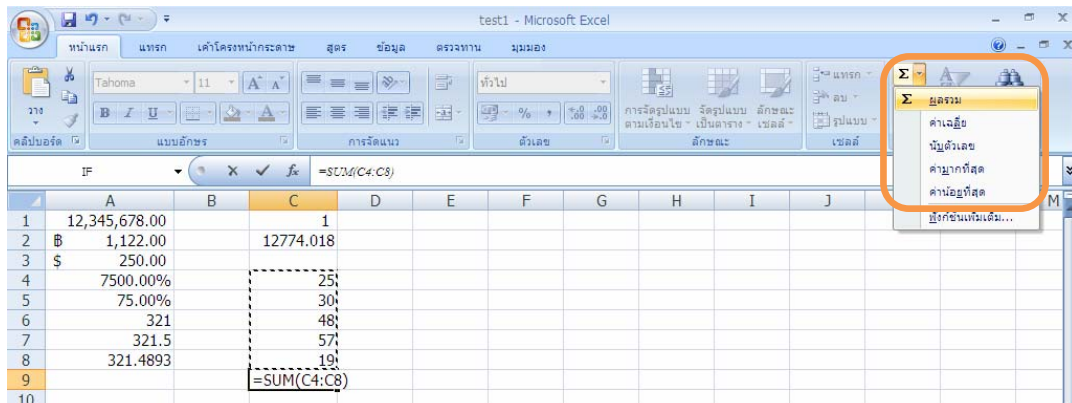 test1 - Microsoft Excel
หน้าแรก แทรก เค้าโครงหน้ากระดาษ สูตร ข้อมูล ตรวจทาน มุมมอง
วาง
Tahoma 11 A A
B I U A
ทั่วไป
% , .00 .00
การจัดรูปแบบ ตามเงื่อนไข
จัดรูปแบบ เป็นตาราง
ลักษณะ เซลล์
แทรก
ลบ
รูปแบบ
Σ
คลิปบอร์ด แบบอักษร การจัดแนว ตัวเลข ลักษณะ เซลล์
Σ ผลรวม
ค่าเฉลี่ย
นับตัวเลข
ค่ามากที่สุด
ค่าน้อยที่สุด
ฟังก์ชันเพิ่มเติม...
IF fx =SUM(C4:C8)
A B C D E F G H I J M
1 12,345,678.00 1
2 ฿ 1,122.00 12774.018
3 $ 250.00
4 7500.00% 25
5 75.00% 30
6 321 48
7 321.5 57
8 321.4893 19
9 =SUM(C4:C8)
10